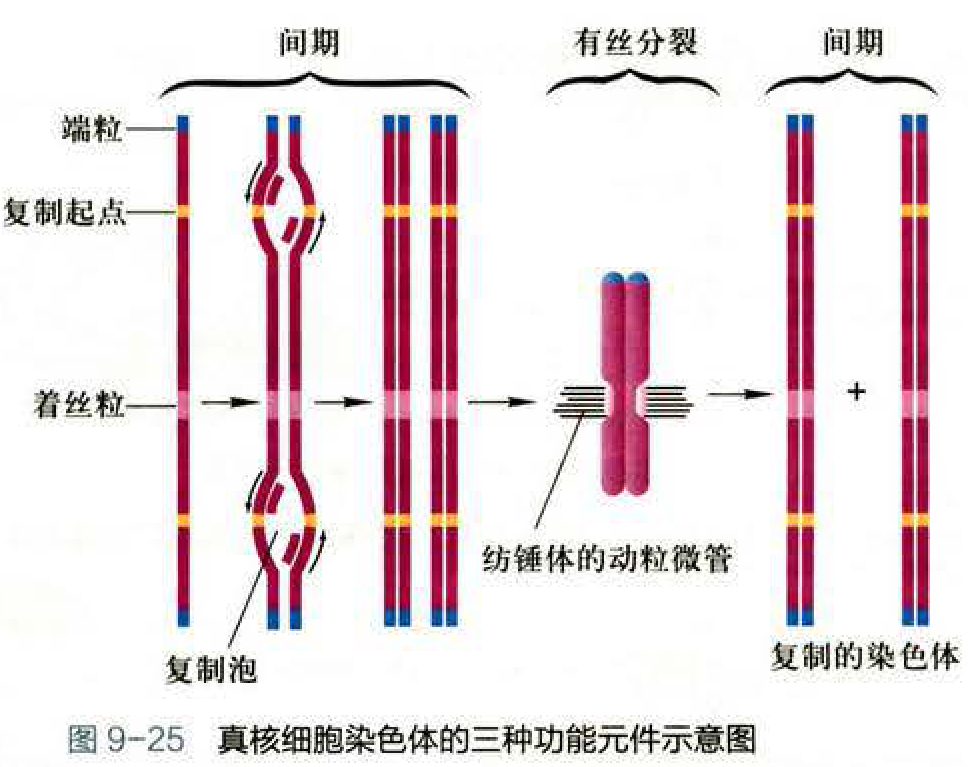 间期
有丝分裂
间期
端粒
复制起点
着丝粒
+
纺锤体的动粒微管
复制泡
复制的染色体
图 9-25 真核细胞染色体的三种功能元件示意图